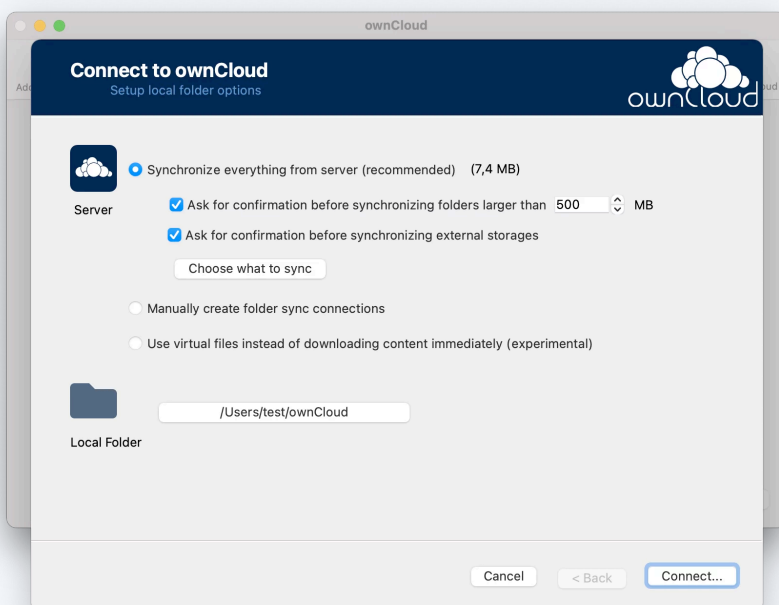 ownCloud
Connect to ownCloud
Setup local folder options
ownCloud
Add
oud
Synchronize everything from server (recommended) (7,4 MB)
Server
Ask for confirmation before synchronizing folders larger than 500 MB
Ask for confirmation before synchronizing external storages
Choose what to sync
Manually create folder sync connections
Use virtual files instead of downloading content immediately (experimental)
/Users/test/ownCloud
Local Folder
Cancel
< Back
Connect...